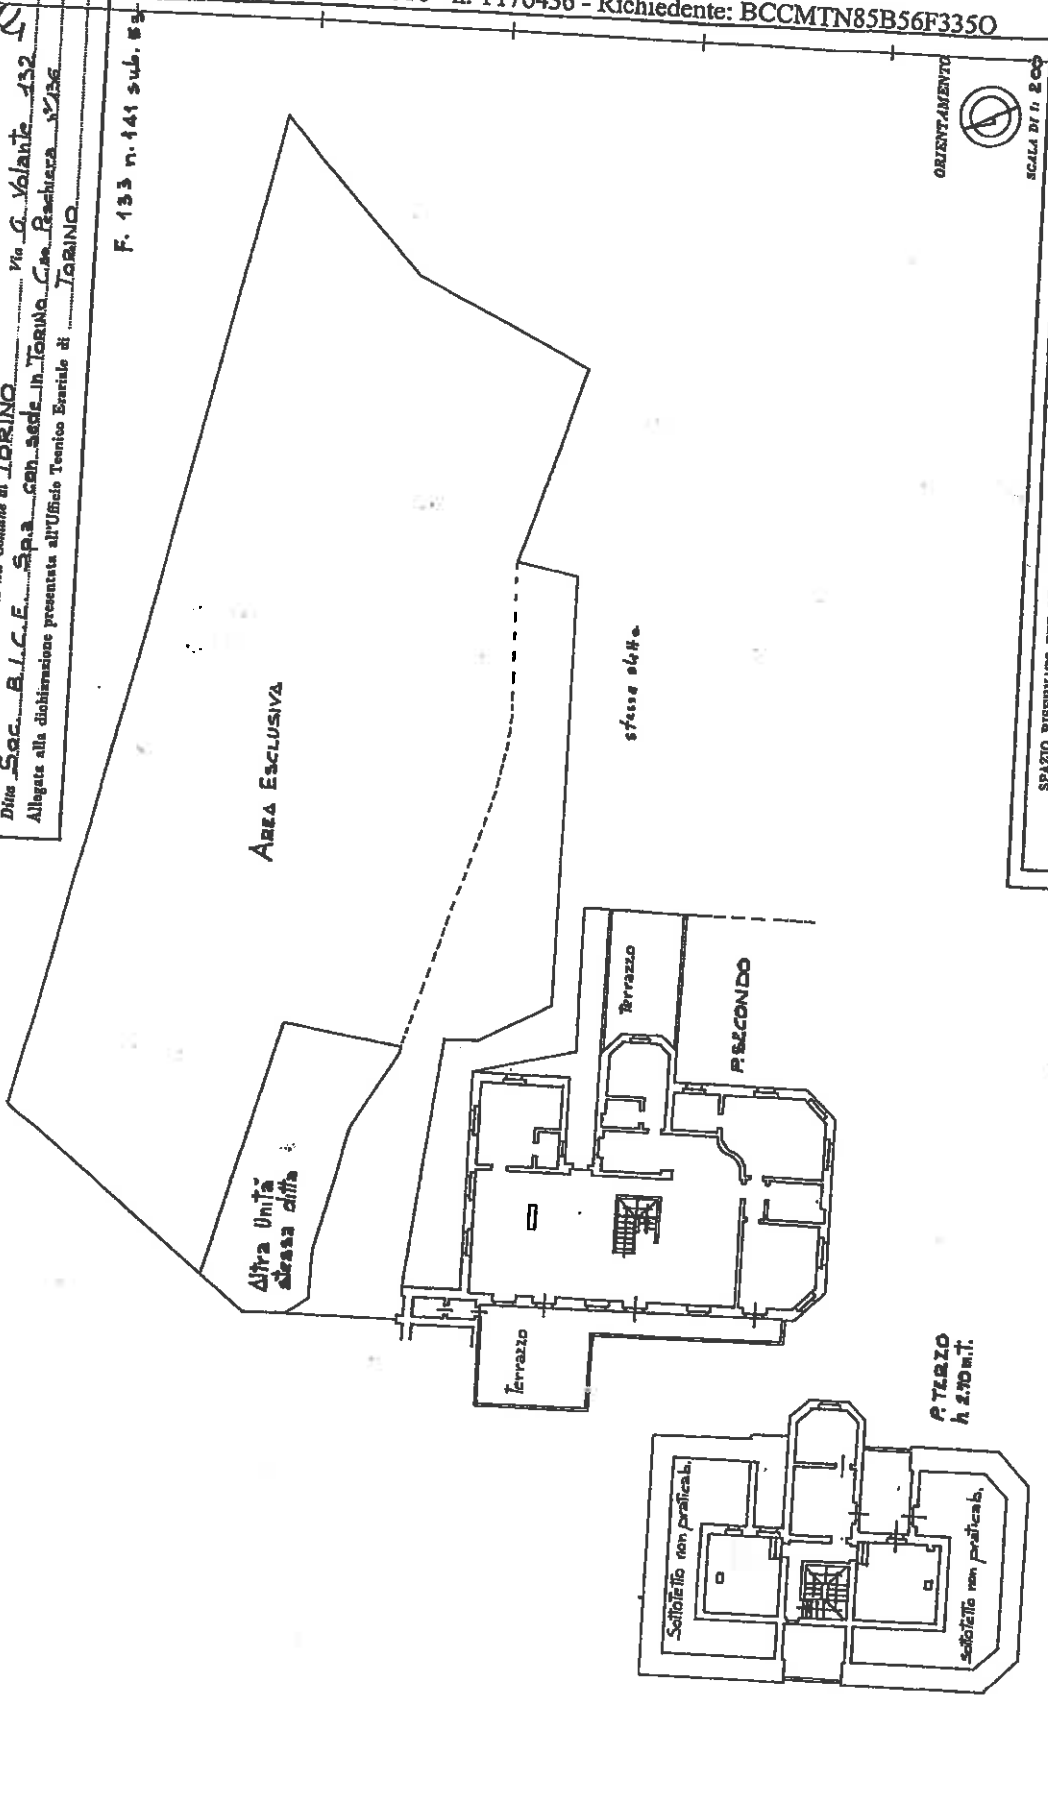 n. 1170456 - Richiedente: BCCMTN85B56F335O
TORINO Via G. Volante 132
Ditta Soc. B.I.C.E. S.p.a. con sede in TORINO C.so Peschiera n° 136
Allegata alla dichiarazione presentata all'Ufficio Tecnico Erariale di TORINO
F. 133 n. 141 sub.
ORIENTAMENTO
SCALA DI 1: 200
AREA ESCLUSIVA
stessa ditta
Altra Unità
stessa ditta
Terrazzo
P. SECONDO
Terrazzo
P. TERZO
h 2.70 m.t.
Sottotetto non praticab.
Sottotetto non praticab.